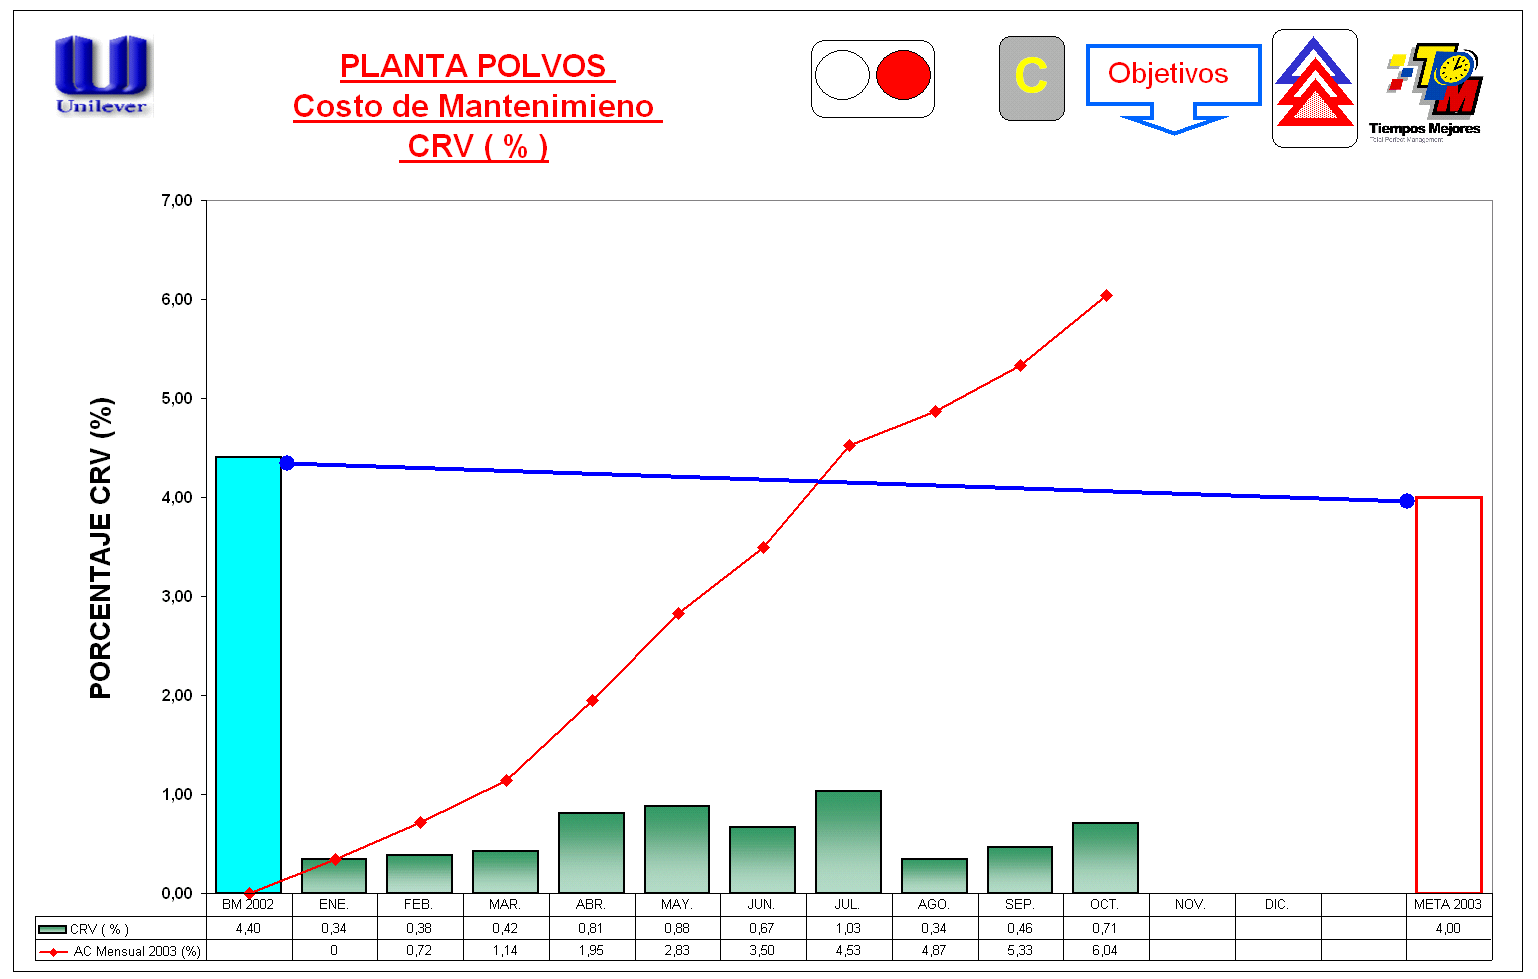 Unilever
PLANTA POLVOS
Costo de Mantenimieno
CRV ( % )
C
Objetivos
TPM
Tiempos Mejores
Total Perfect Management
PORCENTAJE CRV (%)
7,00
6,00
5,00
4,00
3,00
2,00
1,00
0,00
BM 2002 ENE. FEB. MAR. ABR. MAY. JUN. JUL. AGO. SEP. OCT. NOV. DIC. META 2003
CRV ( % ) 4,40 0,34 0,38 0,42 0,81 0,88 0,67 1,03 0,34 0,46 0,71 4,00
AC Mensual 2003 (%) 0 0,72 1,14 1,95 2,83 3,50 4,53 4,87 5,33 6,04